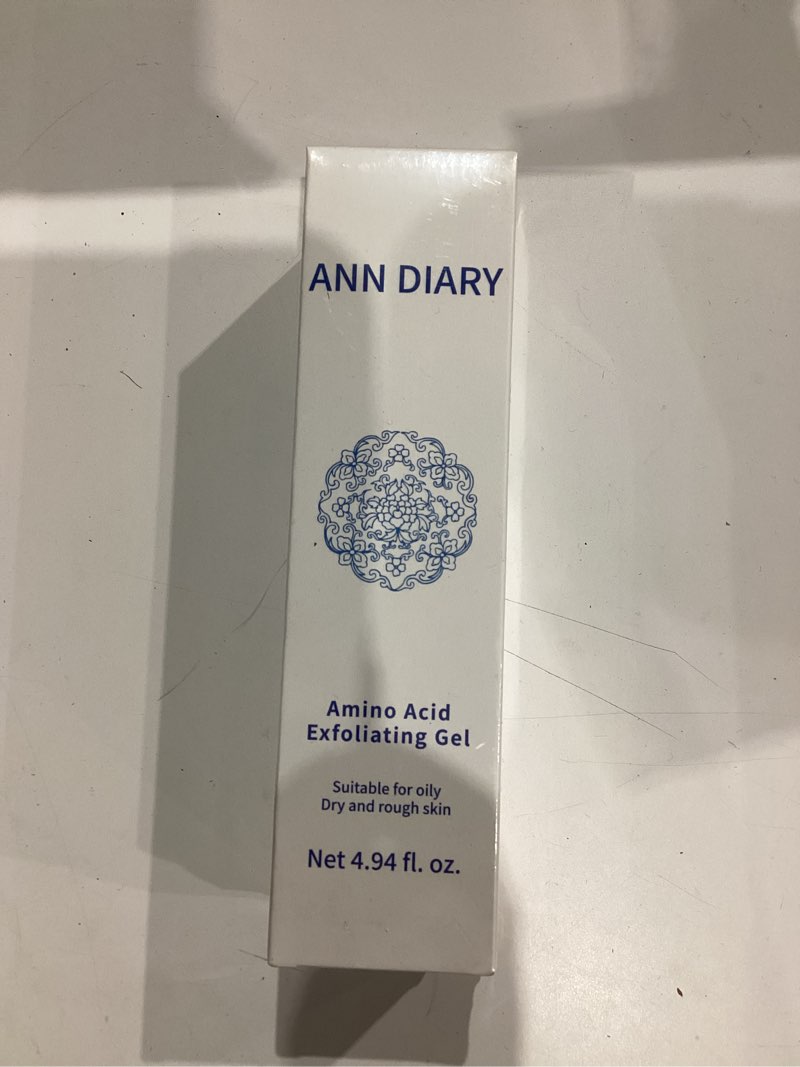 ANN DIARY
Amino Acid
Exfoliating Gel
Suitable for oily
Dry and rough skin
Net 4.94 fl. oz.